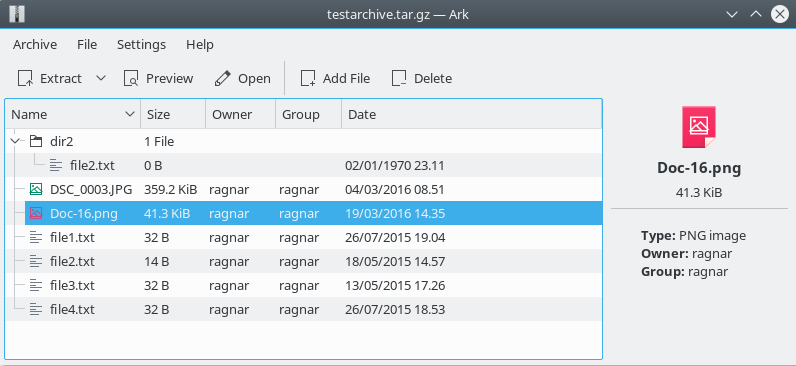 testarchive.tar.gz — Ark
Archive File Settings Help
Extract Preview Open Add File Delete
Name Size Owner Group Date
dir2 1 File
file2.txt 0 B 02/01/1970 23.11
DSC_0003.JPG 359.2 KiB ragnar ragnar 04/03/2016 08.51
Doc-16.png 41.3 KiB ragnar ragnar 19/03/2016 14.35
file1.txt 32 B ragnar ragnar 26/07/2015 19.04
file2.txt 14 B ragnar ragnar 18/05/2015 14.57
file3.txt 32 B ragnar ragnar 13/05/2015 17.26
file4.txt 32 B ragnar ragnar 26/07/2015 18.53
Doc-16.png
41.3 KiB
Type: PNG image
Owner: ragnar
Group: ragnar